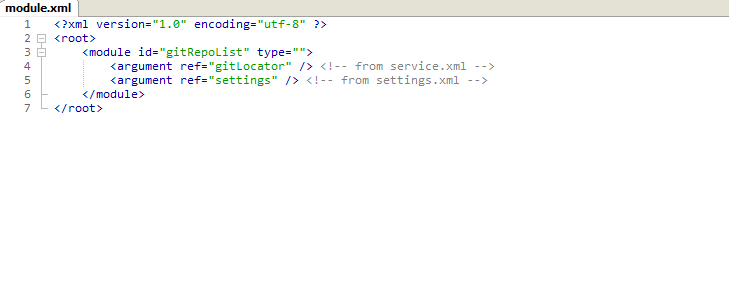 module.xml
1 <?xml version="1.0" encoding="utf-8" ?>
2 <root>
3 <module id="gitRepoList" type="">
4 <argument ref="gitLocator" /> <!-- from service.xml -->
5 <argument ref="settings" /> <!-- from settings.xml -->
6 </module>
7 </root>